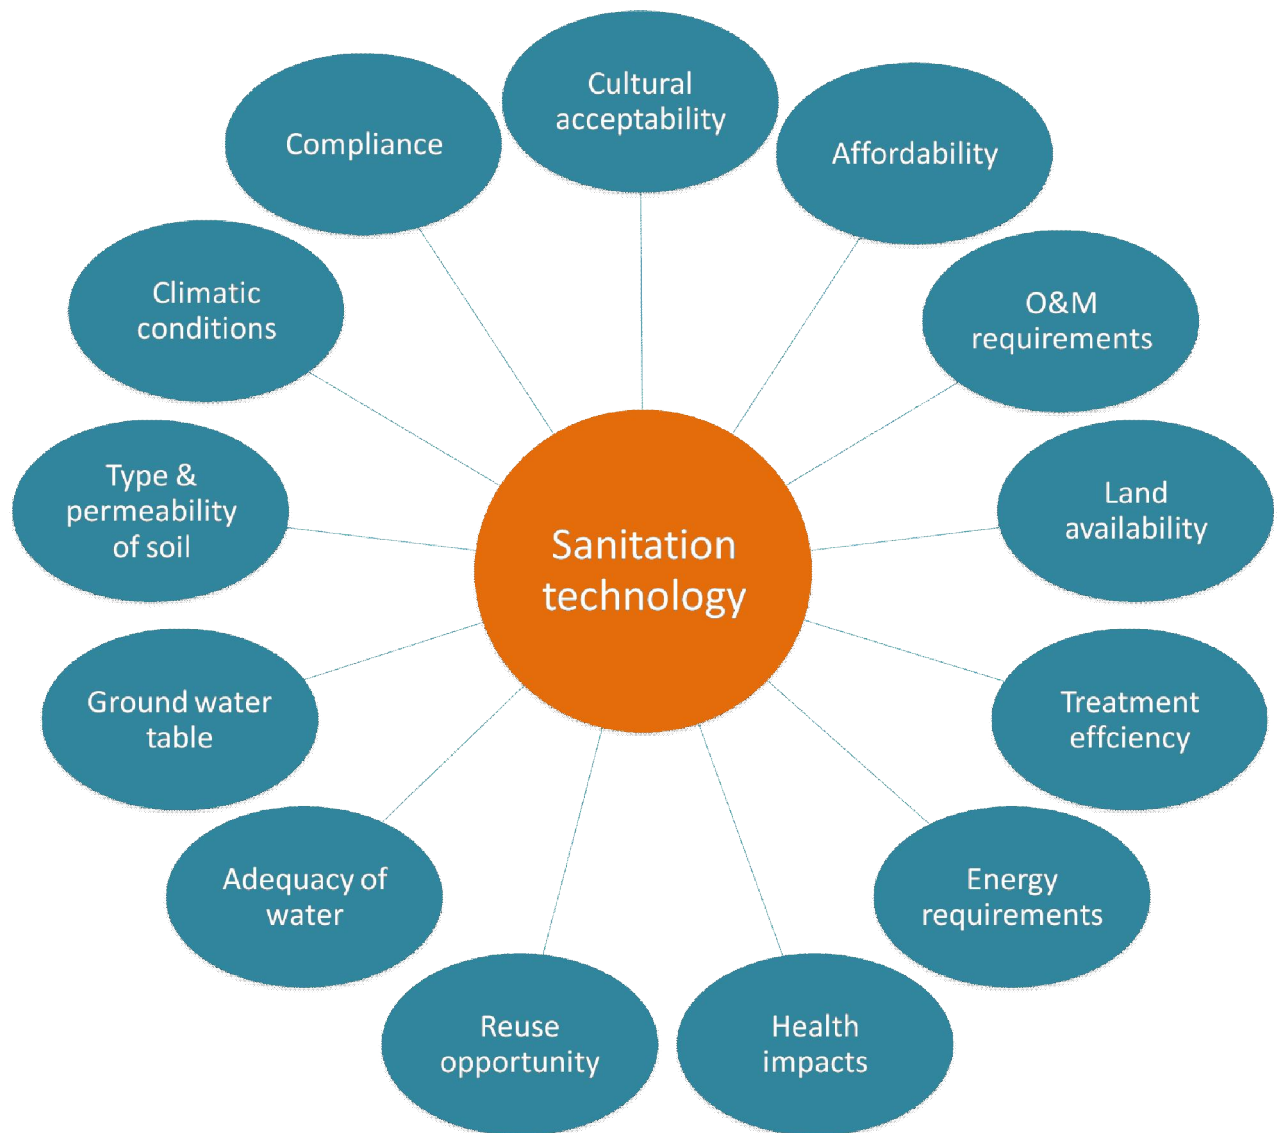 Cultural
acceptability
Affordability
O&M
requirements
Land
availability
Treatment
effciency
Energy
requirements
Health
impacts
Reuse
opportunity
Adequacy of
water
Ground water
table
Type &
permeability
of soil
Climatic
conditions
Compliance
Sanitation
technology